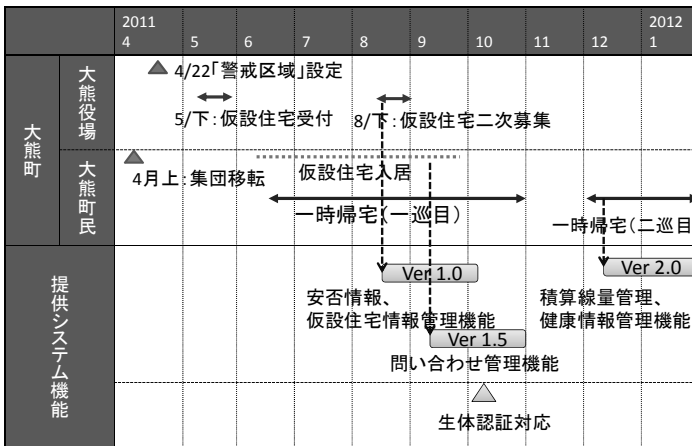 2011
2012
4
5
6
7
8
9
10
11
12
1
大熊町
大熊役場
4/22「警戒区域」設定
5/下:仮設住宅受付
8/下:仮設住宅二次募集
大熊町民
4月上:集団移転
仮設住宅入居
一時帰宅(一巡目)
一時帰宅(二巡目
提供システム機能
Ver 1.0
Ver 2.0
安否情報、
仮設住宅情報管理機能
積算線量管理、
健康情報管理機能
Ver 1.5
問い合わせ管理機能
生体認証対応